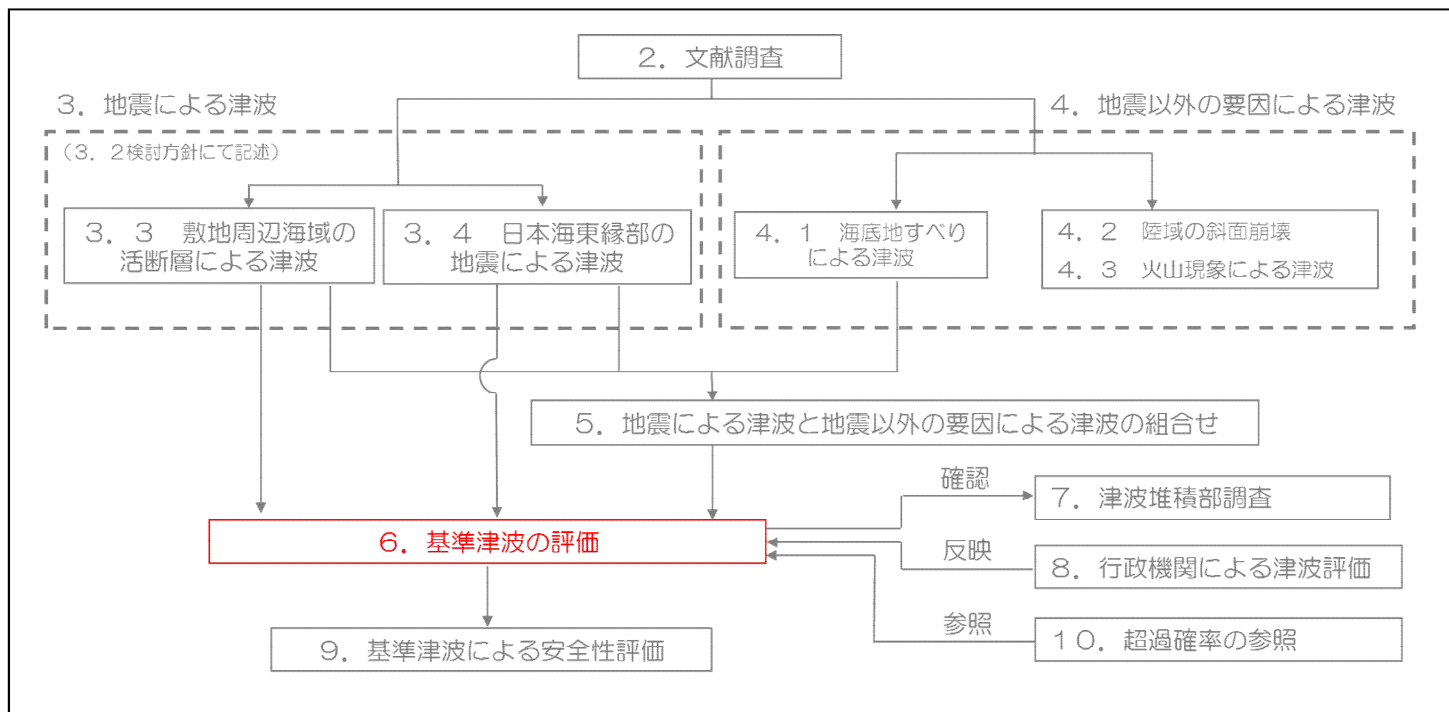 ２．文献調査
３．地震による津波
４．地震以外の要因による津波
（３．２検討方針にて記述）
３．３　敷地周辺海域の
活断層による津波
３．４　日本海東縁部の
地震による津波
４．１　海底地すべり
による津波
４．２　陸域の斜面崩壊
４．３　火山現象による津波
５．地震による津波と地震以外の要因による津波の組合せ
確認
７．津波堆積部調査
６．基準津波の評価
反映
８．行政機関による津波評価
参照
１０．超過確率の参照
９．基準津波による安全性評価